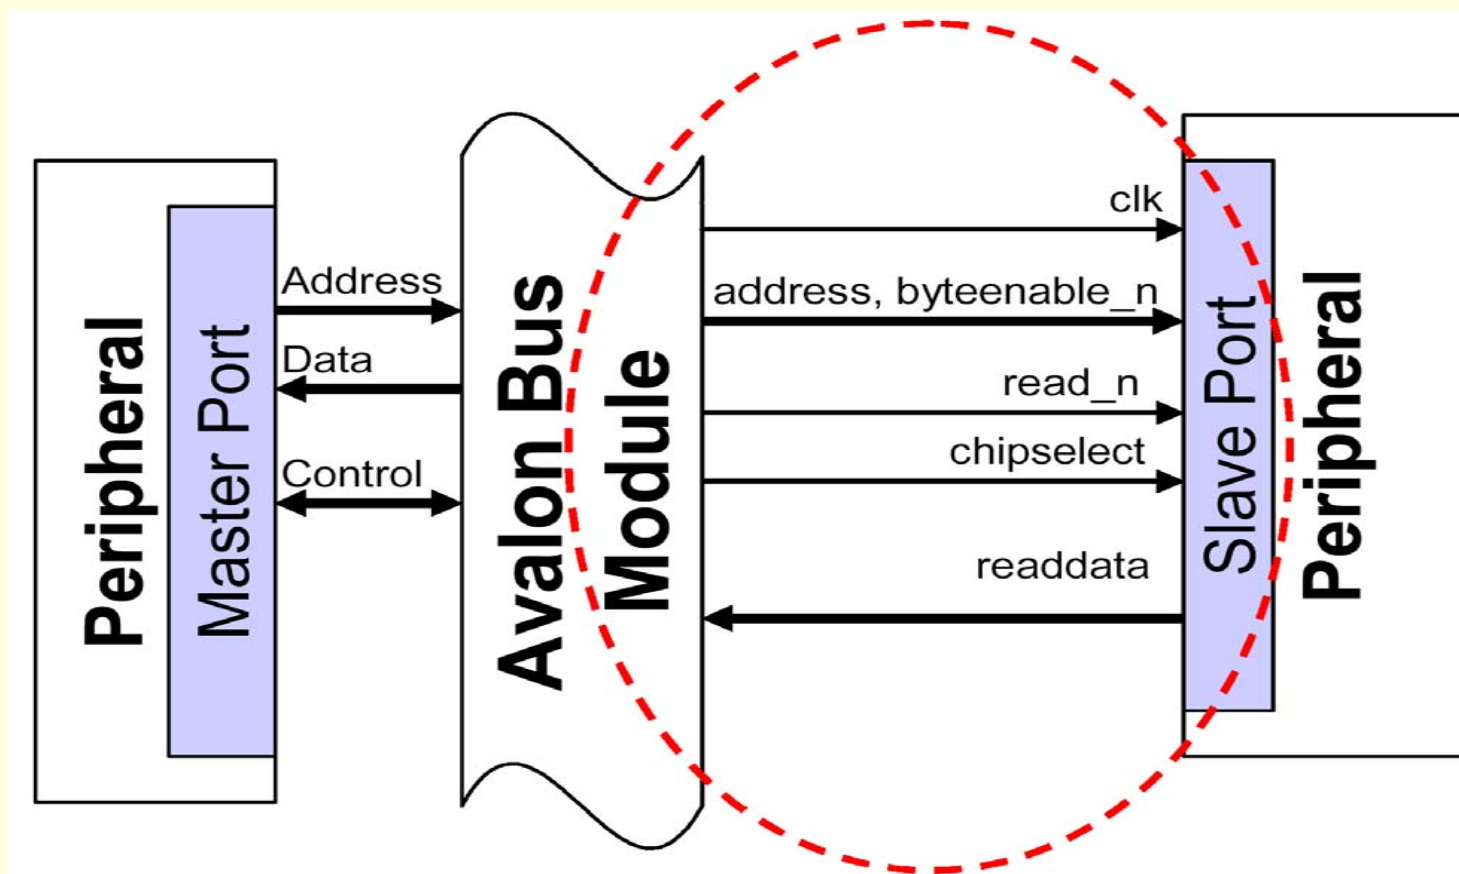 Peripheral
Master Port
Address
Data
Control
Avalon Bus
Module
clk
address, byteenable_n
read_n
chipselect
readdata
Slave Port
Peripheral